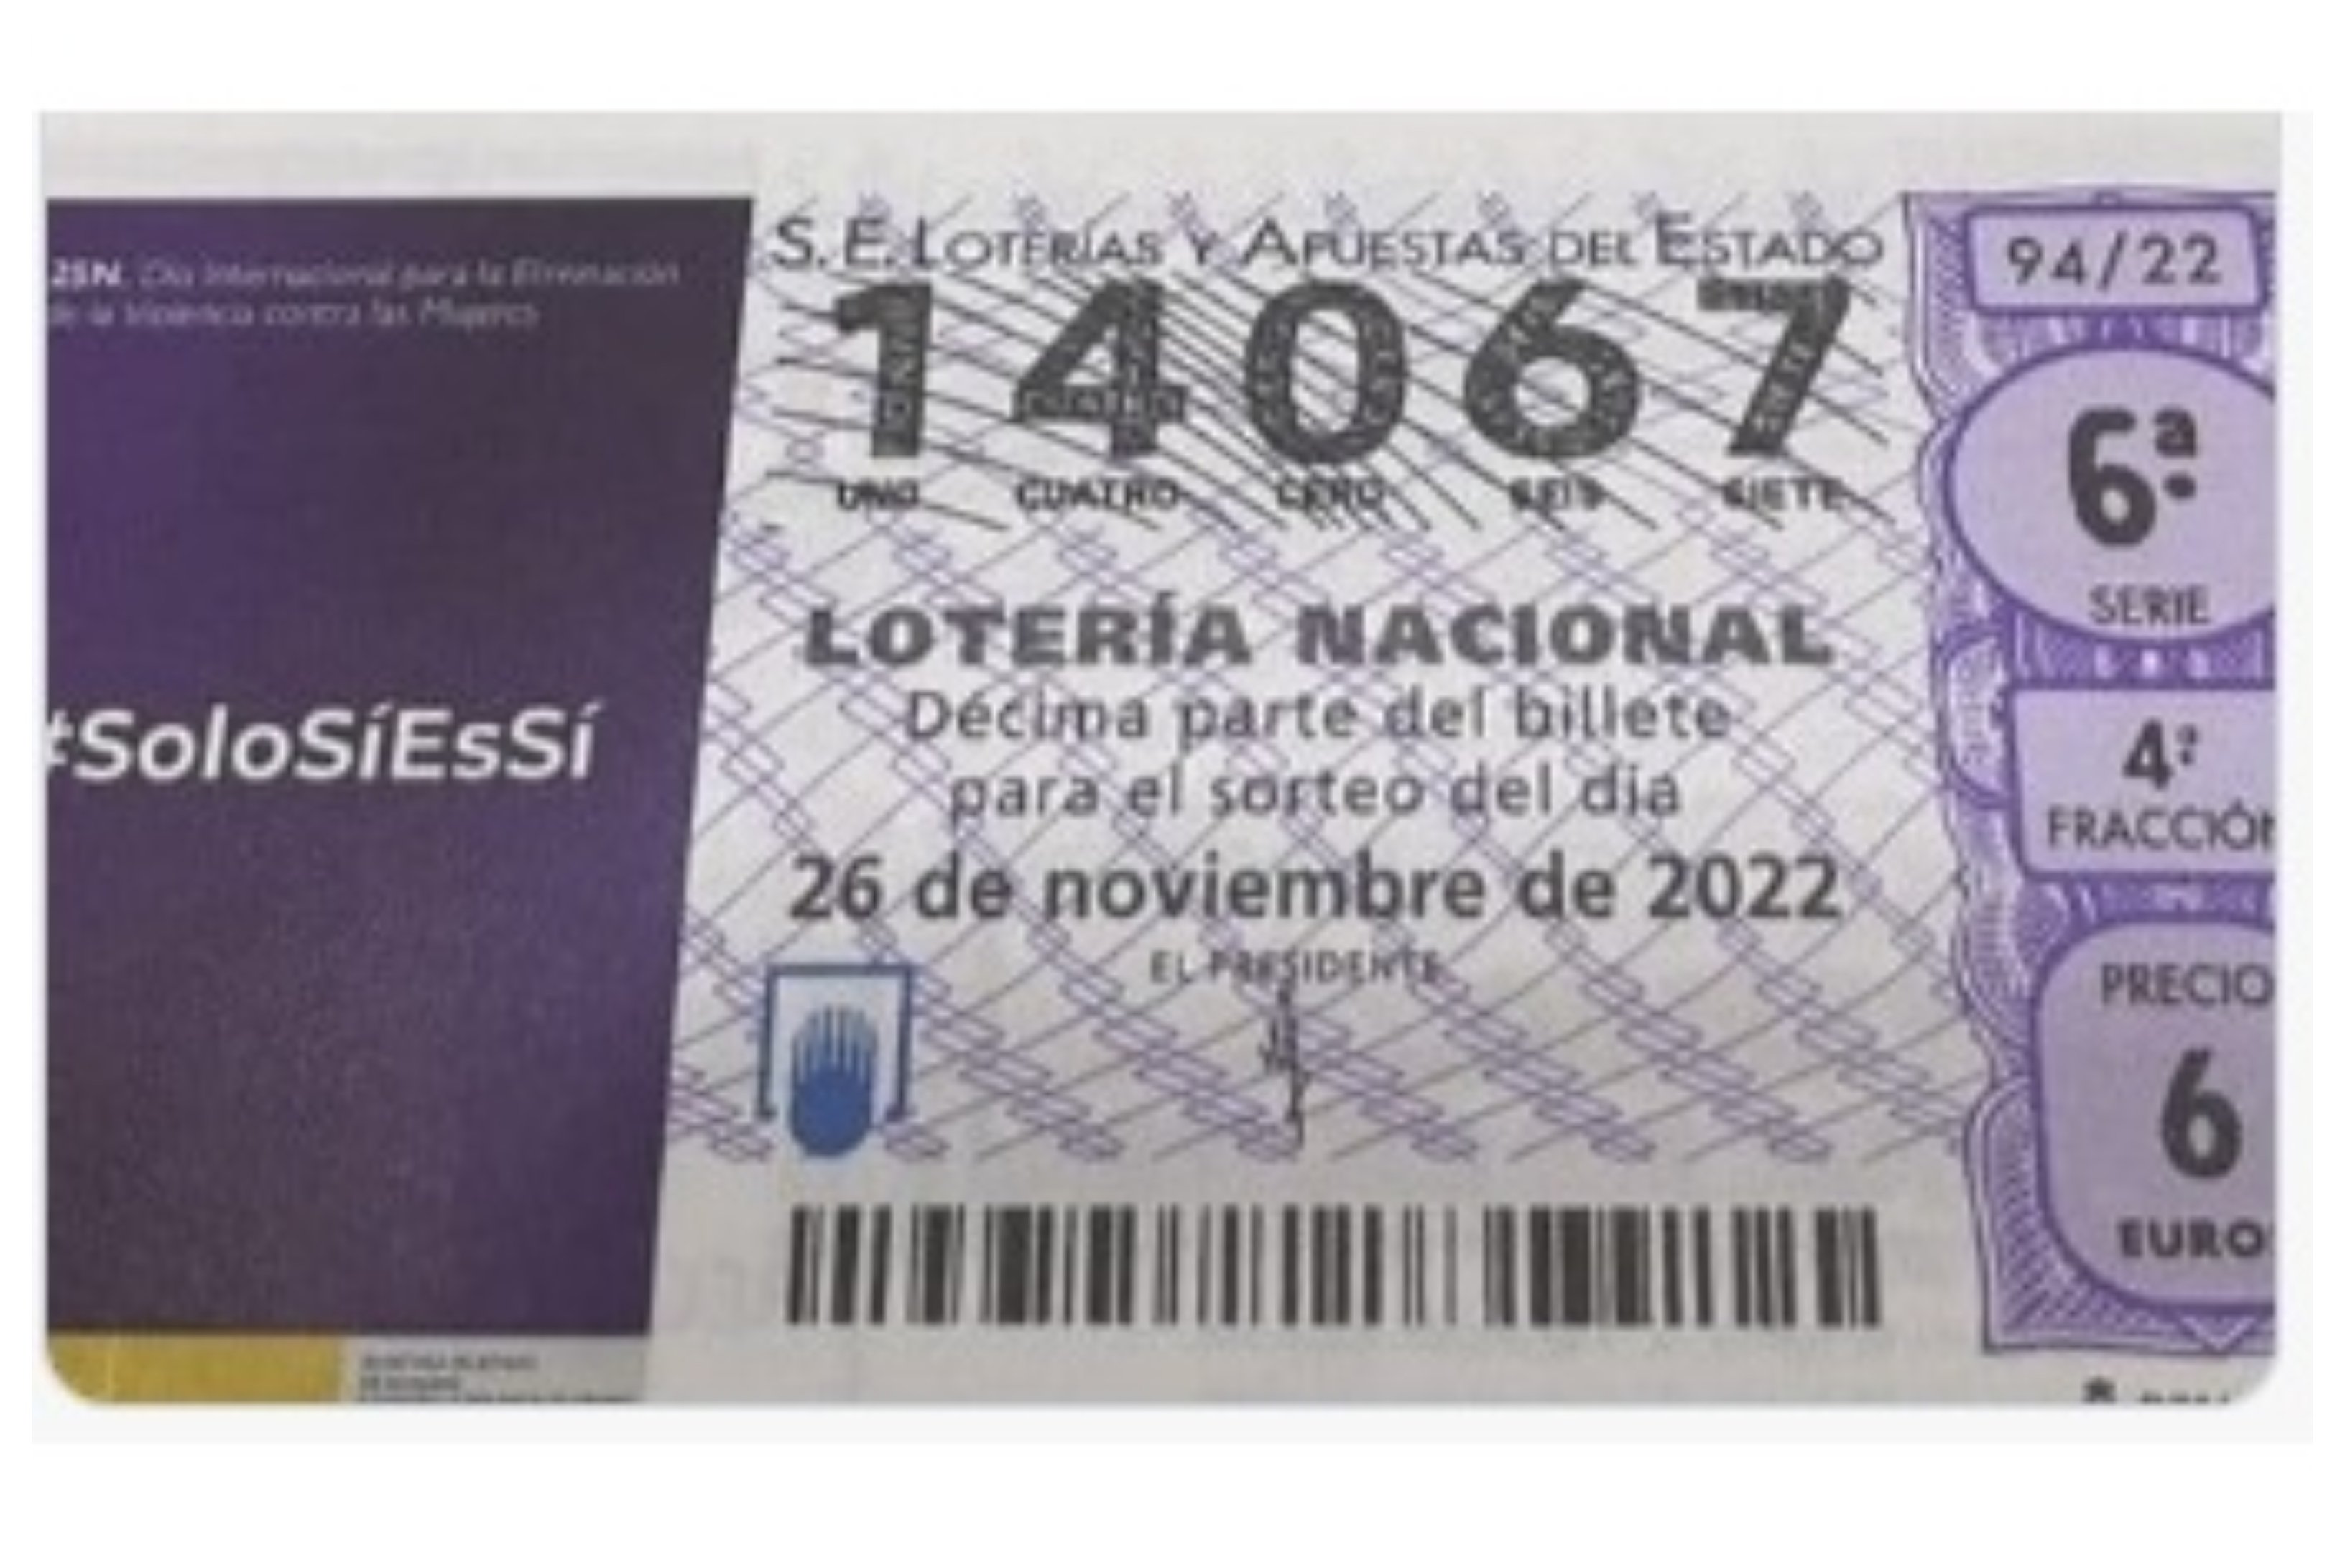 25N. Día Internacional para la Eliminación
de la Violencia contra las Mujeres
#SoloSíEsSí
S. E. LOTERÍAS Y APUESTAS DEL ESTADO
14067
UNO CUATRO CERO SEIS SIETE
LOTERÍA NACIONAL
Décima parte del billete
para el sorteo del día
26 de noviembre de 2022
EL PRESIDENTE
94/22
6ª
SERIE
4ª
FRACCIÓN
PRECIO
6
EURO